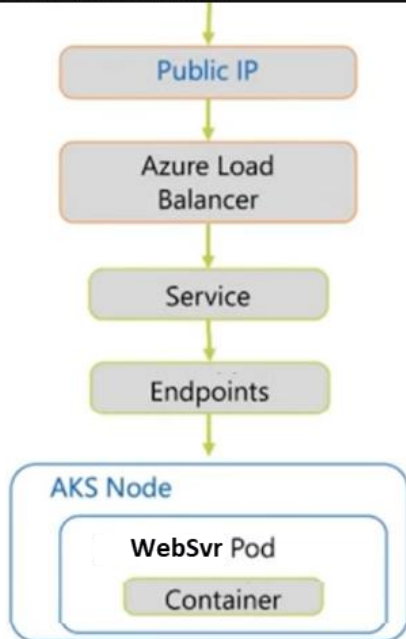 Public IP
Azure Load
Balancer
Service
Endpoints
AKS Node
WebSvr Pod
Container